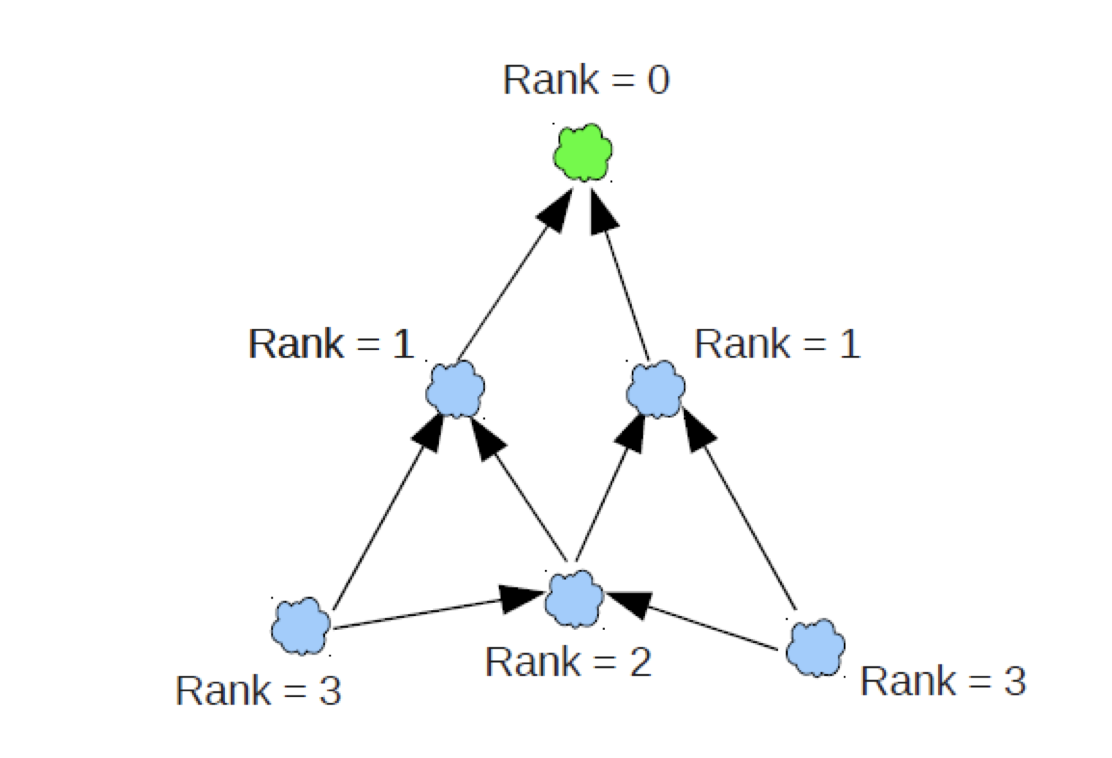 Rank = 0
Rank = 1
Rank = 1
Rank = 2
Rank = 3
Rank = 3